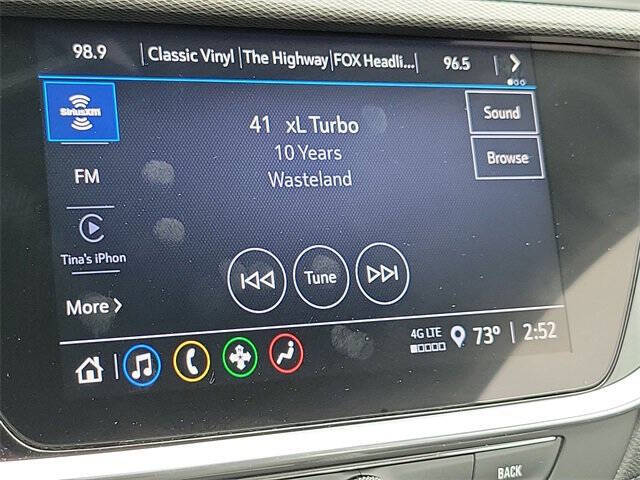 98.9 Classic Vinyl The Highway FOX Headli... 96.5
SiriusXM
41 xL Turbo
10 Years
Wasteland
Sound
Browse
FM
Tina's iPhon
More
Tune
4G LTE
73° 2:52
BACK